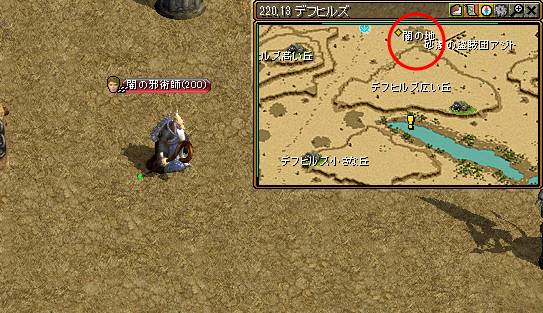 220,13 デフヒルズ
闇の地
砂漠の盗賊団アジト
ルズ高い丘
闇の邪術師(200)
デフヒルズ広い丘
デフヒルズ小さな丘